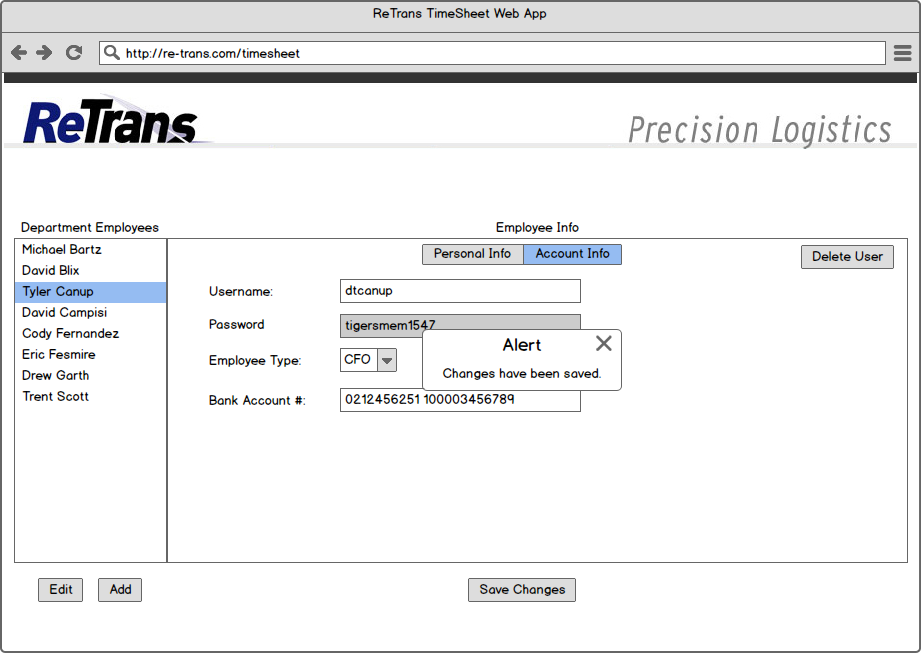 ReTrans TimeSheet Web App
http://re-trans.com/timesheet
ReTrans
Precision Logistics
Department Employees
Employee Info
Michael Bartz
David Blix
Tyler Canup
David Campisi
Cody Fernandez
Eric Fesmire
Drew Garth
Trent Scott
Personal Info
Account Info
Delete User
Username:
dtcanup
Password
tigersmem1547
Employee Type:
CFO
Alert
Changes have been saved.
Bank Account #:
0212456251 100003456789
Edit
Add
Save Changes